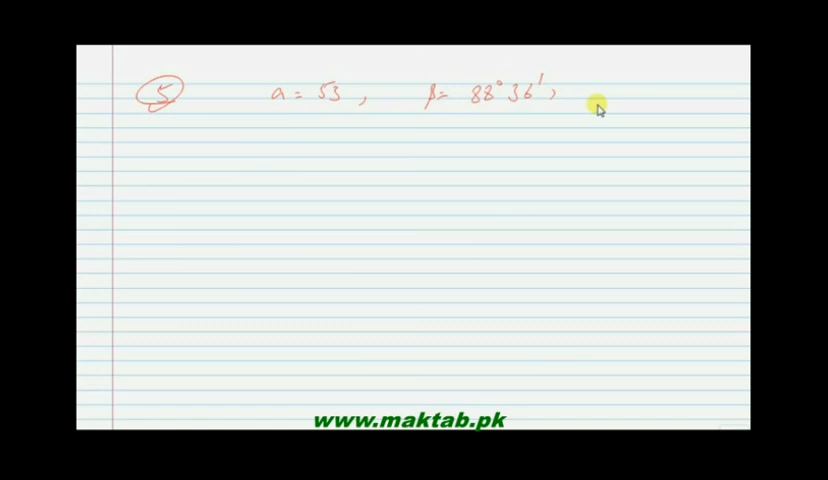 5 a = 53, β = 88° 36',
www.maktab.pk